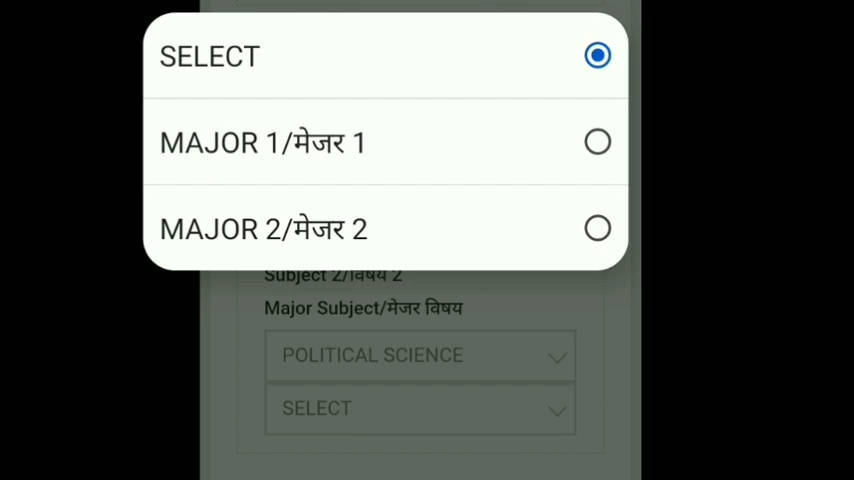 SELECT
MAJOR 1/मेजर 1
MAJOR 2/मेजर 2
Subject 2/विषय 2
Major Subject/मेजर विषय
POLITICAL SCIENCE
SELECT